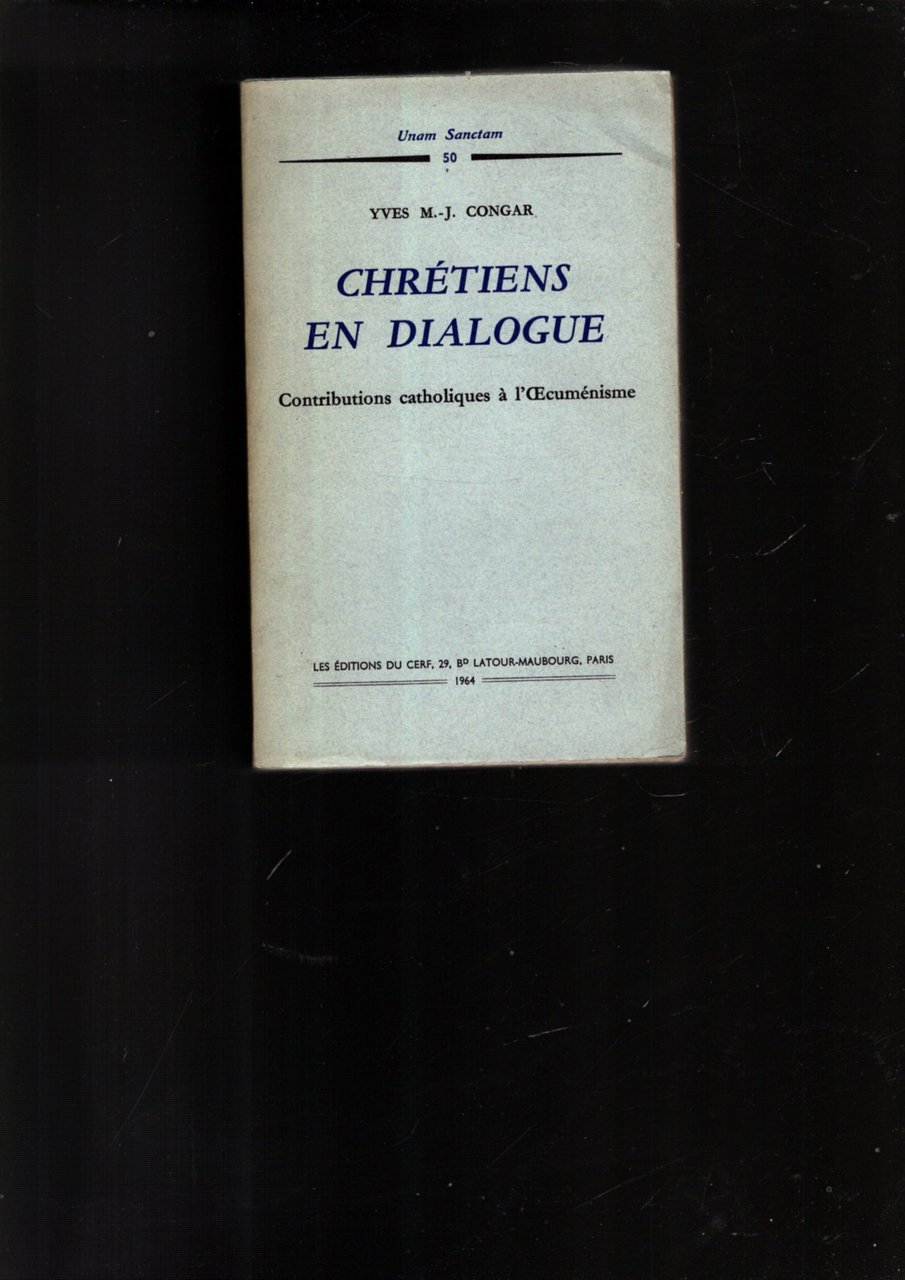 Unam Sanctam
50
YVES M.-J. CONGAR
CHRÉTIENS
EN DIALOGUE
Contributions catholiques à l'Œcuménisme
LES ÉDITIONS DU CERF, 29, Bᴰ LATOUR-MAUBOURG, PARIS
1964